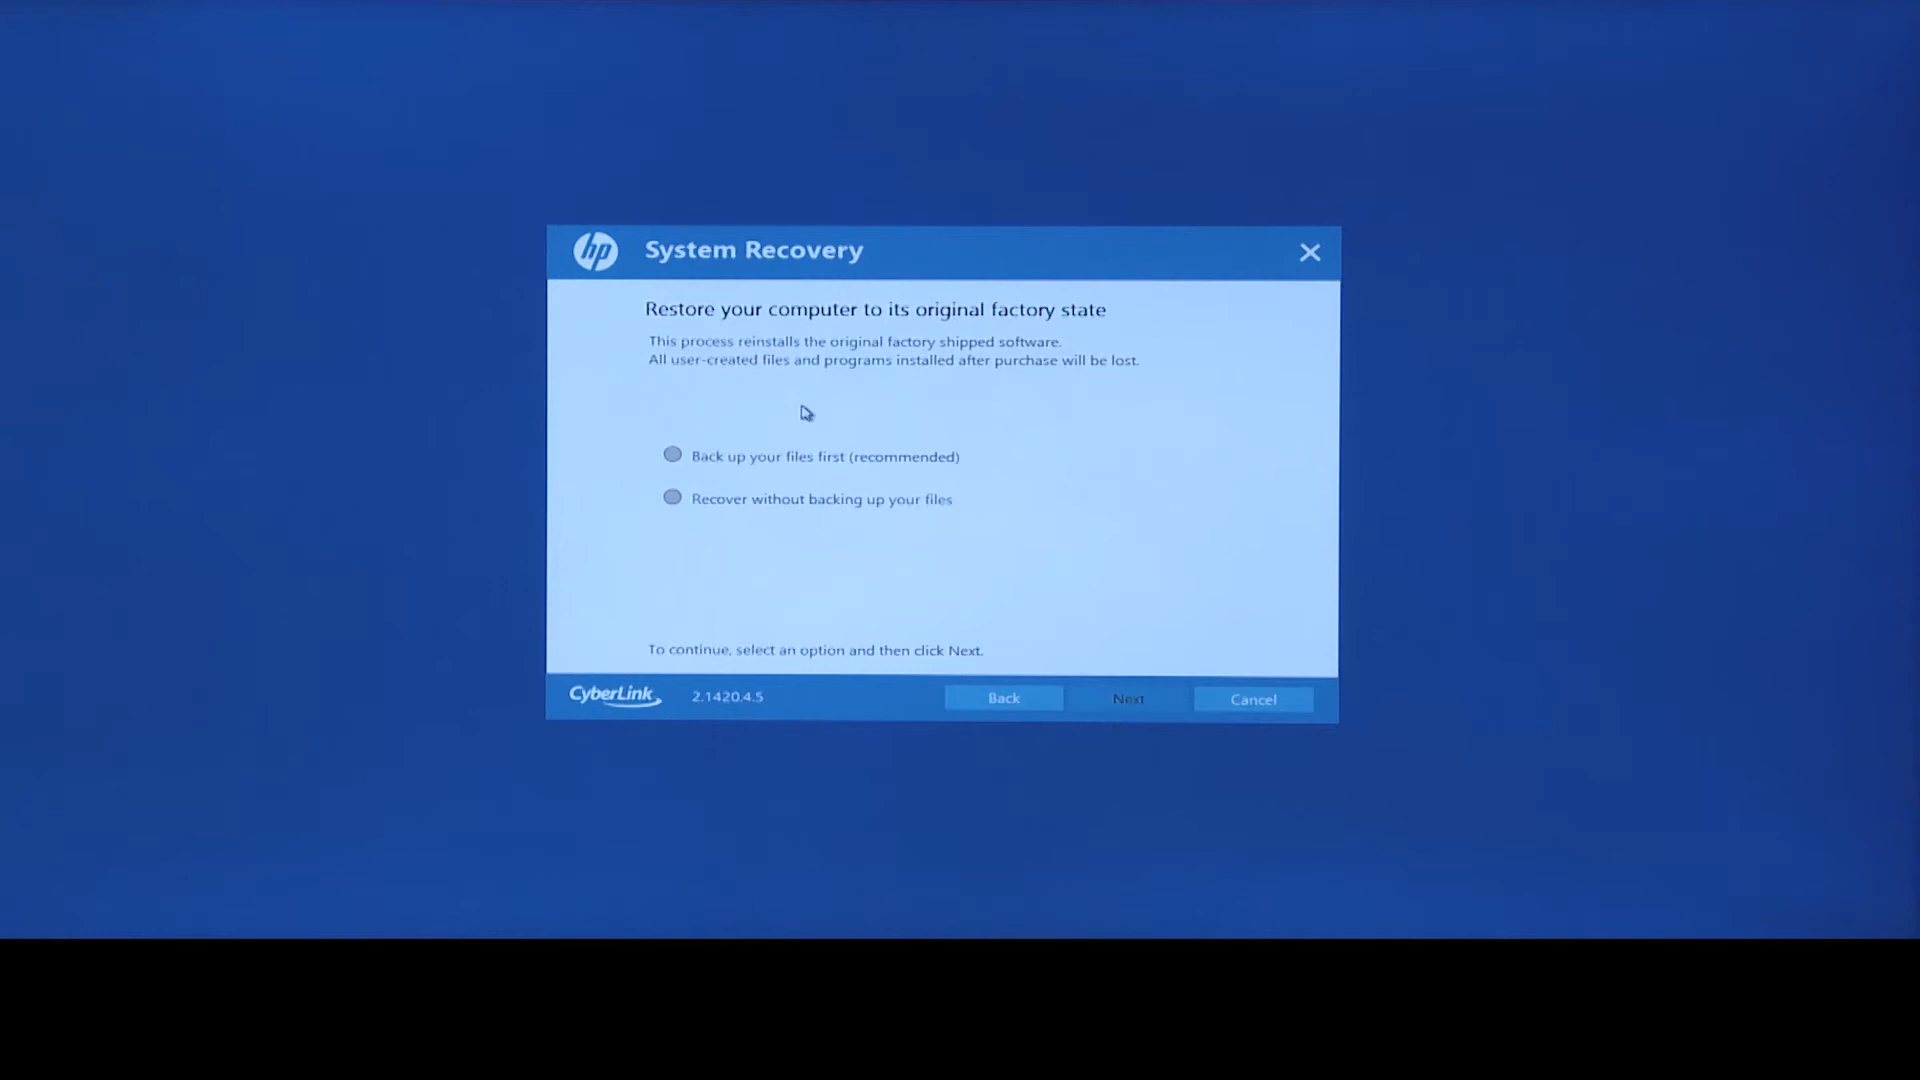 hp System Recovery
Restore your computer to its original factory state
This process reinstalls the original factory shipped software.
All user-created files and programs installed after purchase will be lost.
Back up your files first (recommended)
Recover without backing up your files
To continue, select an option and then click Next.
CyberLink 2.1420.4.5 Back Next Cancel